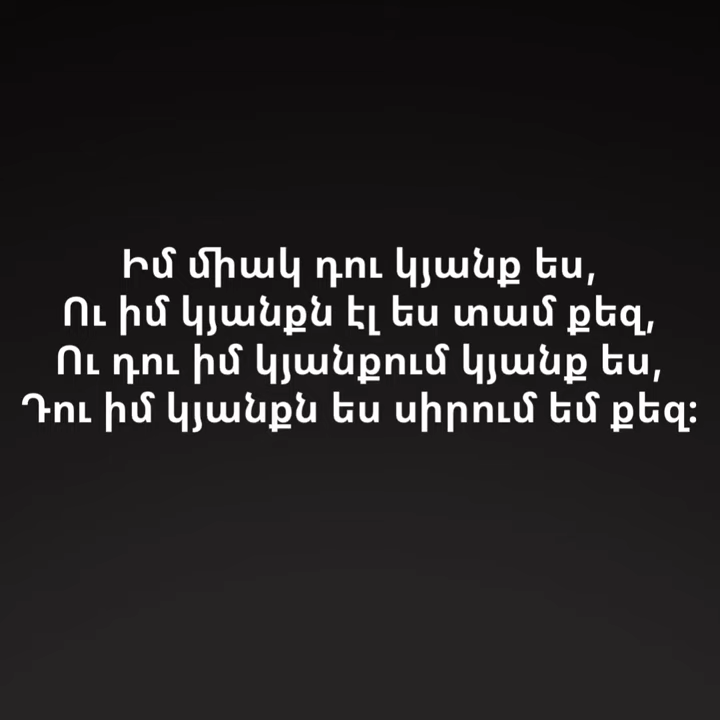 Իմ միակ դու կյանք ես,
Ու իմ կյանքն էլ ես տամ քեզ,
Ու դու իմ կյանքում կյանք ես,
Դու իմ կյանքն ես սիրում եմ քեզ: